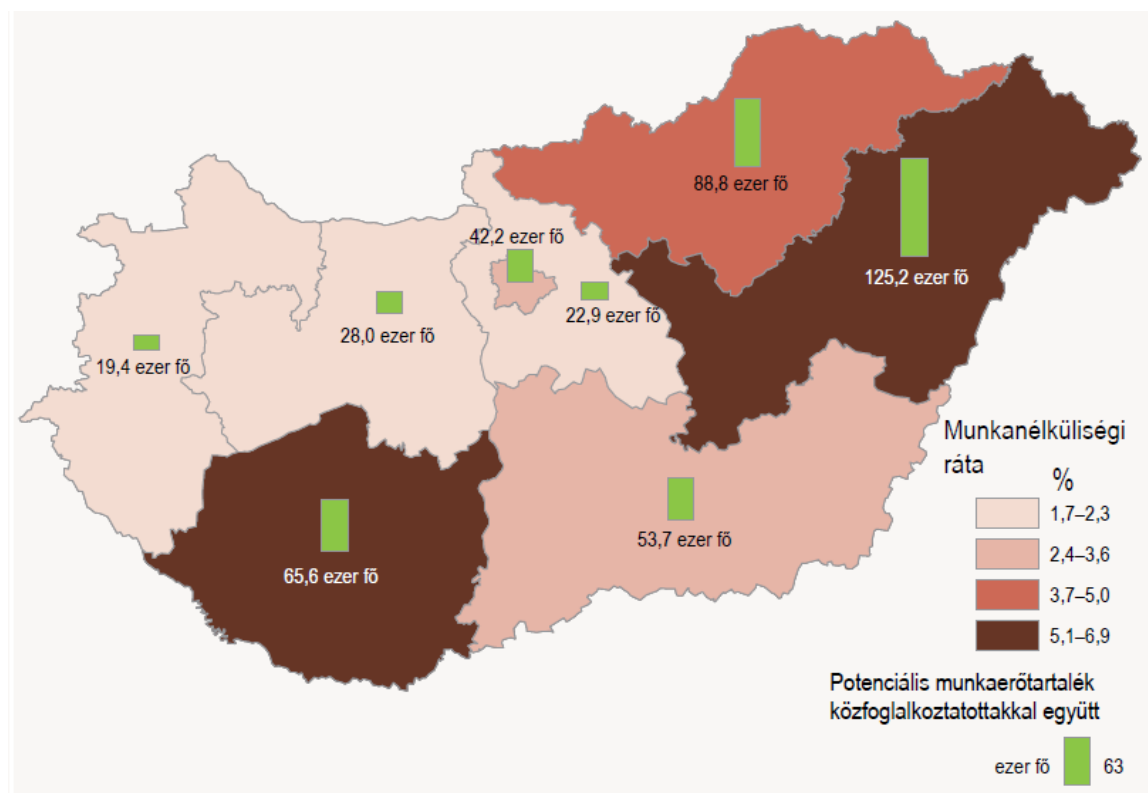 88,8 ezer fő
42,2 ezer fő
125,2 ezer fő
22,9 ezer fő
28,0 ezer fő
19,4 ezer fő
65,6 ezer fő
53,7 ezer fő
Munkanélküliségi
ráta
%
1,7–2,3
2,4–3,6
3,7–5,0
5,1–6,9
Potenciális munkaerőtartalék
közfoglalkoztatottakkal együtt
ezer fő 63